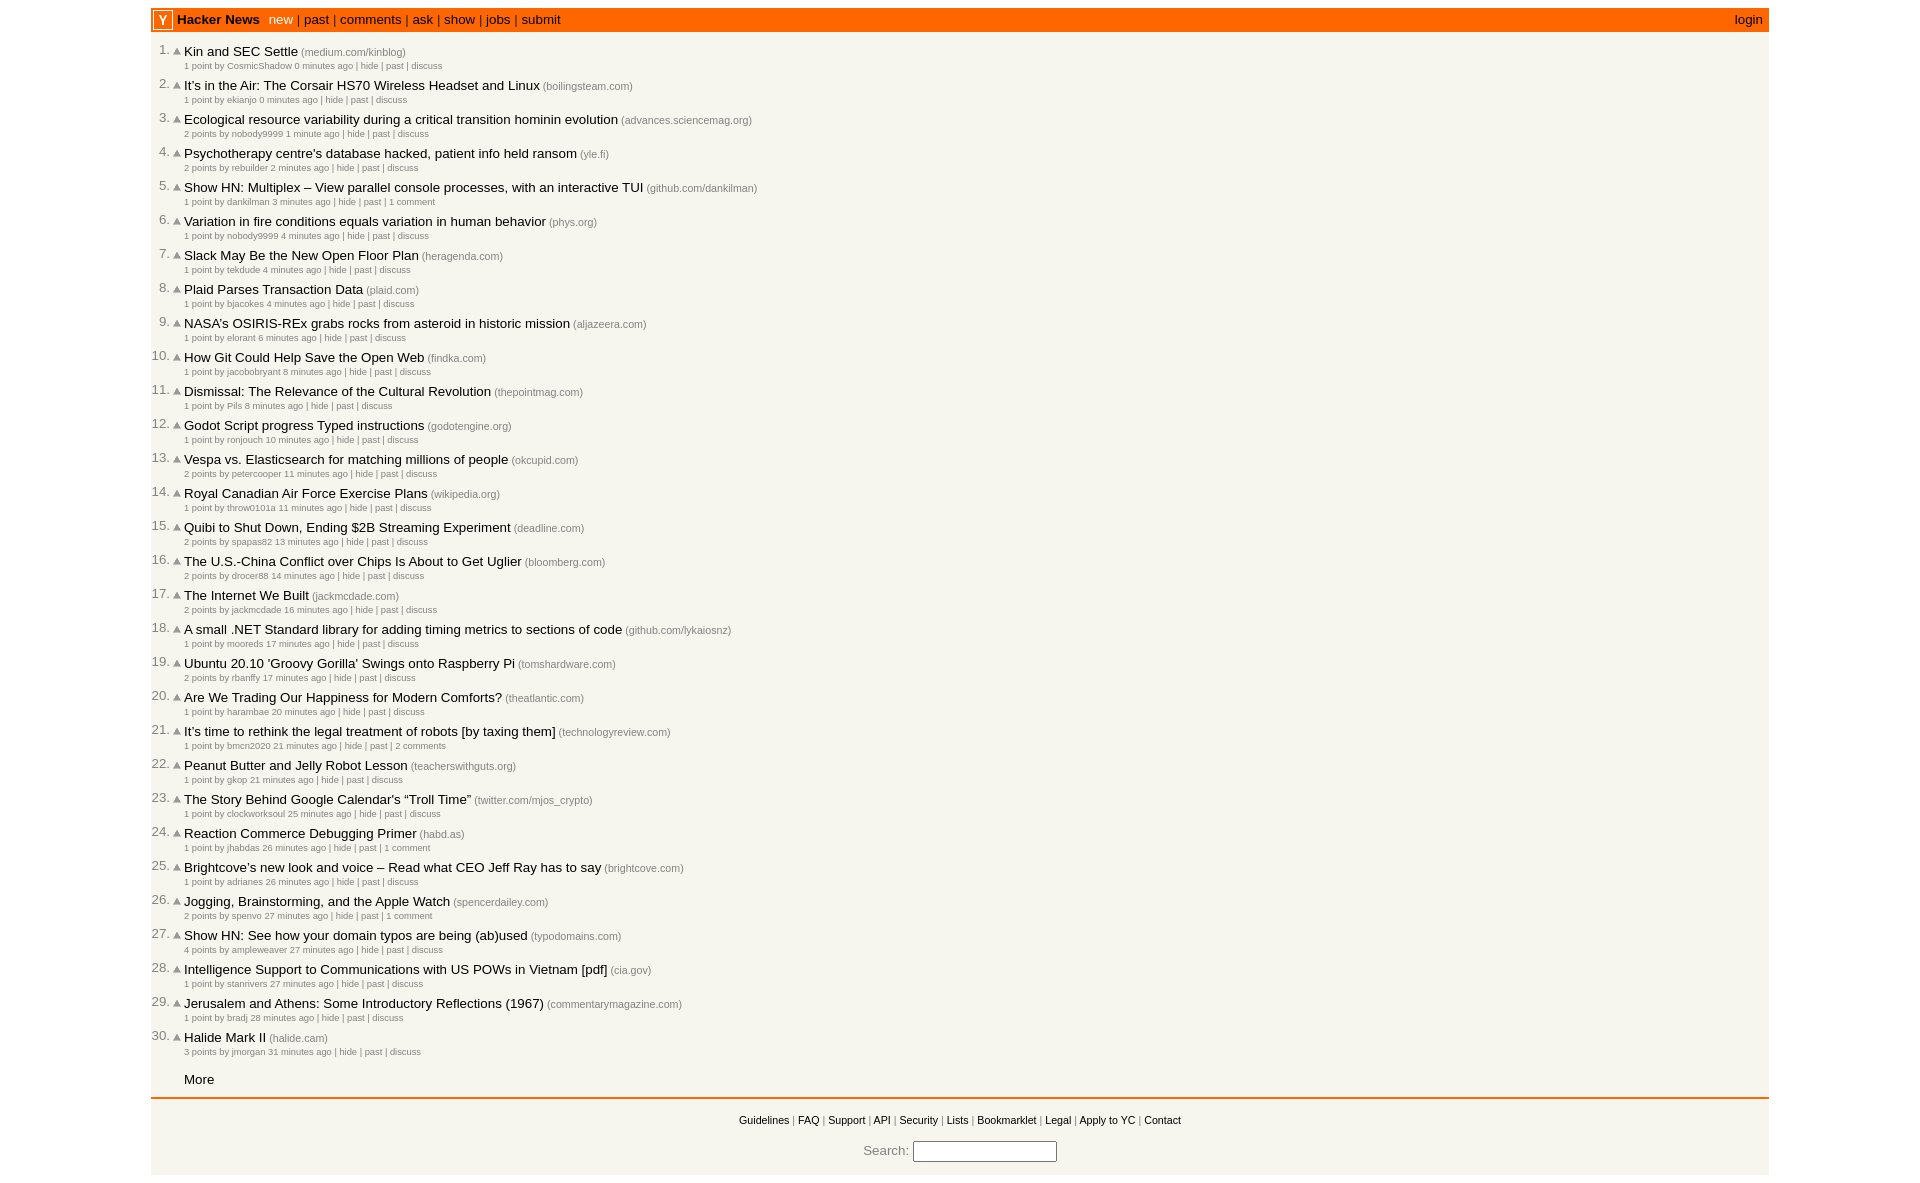 Y Hacker News new | past | comments | ask | show | jobs | submit login
1. Kin and SEC Settle (medium.com/kinblog)
1 point by CosmicShadow 0 minutes ago | hide | past | discuss
2. It's in the Air: The Corsair HS70 Wireless Headset and Linux (boilingsteam.com)
1 point by ekianjo 0 minutes ago | hide | past | discuss
3. Ecological resource variability during a critical transition hominin evolution (advances.sciencemag.org)
2 points by nobody9999 1 minute ago | hide | past | discuss
4. Psychotherapy centre's database hacked, patient info held ransom (yle.fi)
2 points by rebuilder 2 minutes ago | hide | past | discuss
5. Show HN: Multiplex – View parallel console processes, with an interactive TUI (github.com/dankilman)
1 point by dankilman 3 minutes ago | hide | past | 1 comment
6. Variation in fire conditions equals variation in human behavior (phys.org)
1 point by nobody9999 4 minutes ago | hide | past | discuss
7. Slack May Be the New Open Floor Plan (heragenda.com)
1 point by tekdude 4 minutes ago | hide | past | discuss
8. Plaid Parses Transaction Data (plaid.com)
1 point by bjacokes 4 minutes ago | hide | past | discuss
9. NASA's OSIRIS-REx grabs rocks from asteroid in historic mission (aljazeera.com)
1 point by elorant 6 minutes ago | hide | past | discuss
10. How Git Could Help Save the Open Web (findka.com)
1 point by jacobobryant 8 minutes ago | hide | past | discuss
11. Dismissal: The Relevance of the Cultural Revolution (thepointmag.com)
1 point by Pils 8 minutes ago | hide | past | discuss
12. Godot Script progress Typed instructions (godotengine.org)
1 point by ronjouch 10 minutes ago | hide | past | discuss
13. Vespa vs. Elasticsearch for matching millions of people (okcupid.com)
2 points by petercooper 11 minutes ago | hide | past | discuss
14. Royal Canadian Air Force Exercise Plans (wikipedia.org)
1 point by throw0101a 11 minutes ago | hide | past | discuss
15. Quibi to Shut Down, Ending $2B Streaming Experiment (deadline.com)
2 points by spapas82 13 minutes ago | hide | past | discuss
16. The U.S.-China Conflict over Chips Is About to Get Uglier (bloomberg.com)
2 points by drocer88 14 minutes ago | hide | past | discuss
17. The Internet We Built (jackmcdade.com)
2 points by jackmcdade 16 minutes ago | hide | past | discuss
18. A small .NET Standard library for adding timing metrics to sections of code (github.com/lykaiosnz)
1 point by mooreds 17 minutes ago | hide | past | discuss
19. Ubuntu 20.10 'Groovy Gorilla' Swings onto Raspberry Pi (tomshardware.com)
2 points by rbanffy 17 minutes ago | hide | past | discuss
20. Are We Trading Our Happiness for Modern Comforts? (theatlantic.com)
1 point by harambae 20 minutes ago | hide | past | discuss
21. It's time to rethink the legal treatment of robots [by taxing them] (technologyreview.com)
1 point by bmcn2020 21 minutes ago | hide | past | 2 comments
22. Peanut Butter and Jelly Robot Lesson (teacherswithguts.org)
1 point by gkop 21 minutes ago | hide | past | discuss
23. The Story Behind Google Calendar's “Troll Time” (twitter.com/mjos_crypto)
1 point by clockworksoul 25 minutes ago | hide | past | discuss
24. Reaction Commerce Debugging Primer (habd.as)
1 point by jhabdas 26 minutes ago | hide | past | 1 comment
25. Brightcove's new look and voice – Read what CEO Jeff Ray has to say (brightcove.com)
1 point by adrianes 26 minutes ago | hide | past | discuss
26. Jogging, Brainstorming, and the Apple Watch (spencerdailey.com)
2 points by spenvo 27 minutes ago | hide | past | 1 comment
27. Show HN: See how your domain typos are being (ab)used (typodomains.com)
4 points by ampleweaver 27 minutes ago | hide | past | discuss
28. Intelligence Support to Communications with US POWs in Vietnam [pdf] (cia.gov)
1 point by stanrivers 27 minutes ago | hide | past | discuss
29. Jerusalem and Athens: Some Introductory Reflections (1967) (commentarymagazine.com)
1 point by bradj 28 minutes ago | hide | past | discuss
30. Halide Mark II (halide.cam)
3 points by jmorgan 31 minutes ago | hide | past | discuss
More
Guidelines | FAQ | Support | API | Security | Lists | Bookmarklet | Legal | Apply to YC | Contact
Search: